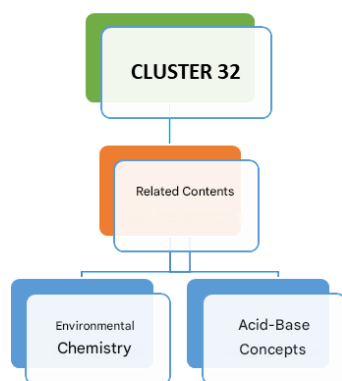 CLUSTER 32
Related Contents
Environmental
Chemistry
Acid-Base
Concepts